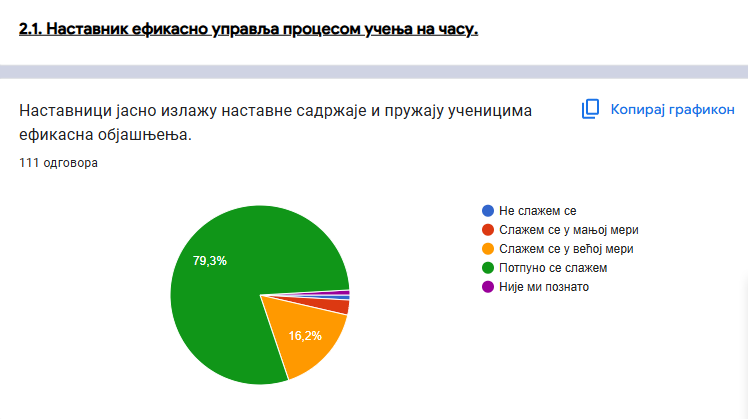 2.1. Наставник ефикасно управља процесом учења на часу.
Наставници јасно излажу наставне садржаје и пружају ученицима
ефикасна објашњења.
Копирај графикон
111 одговора
79,3%
16,2%
Не слажем се
Слажем се у мањој мери
Слажем се у већој мери
Потпуно се слажем
Није ми познато